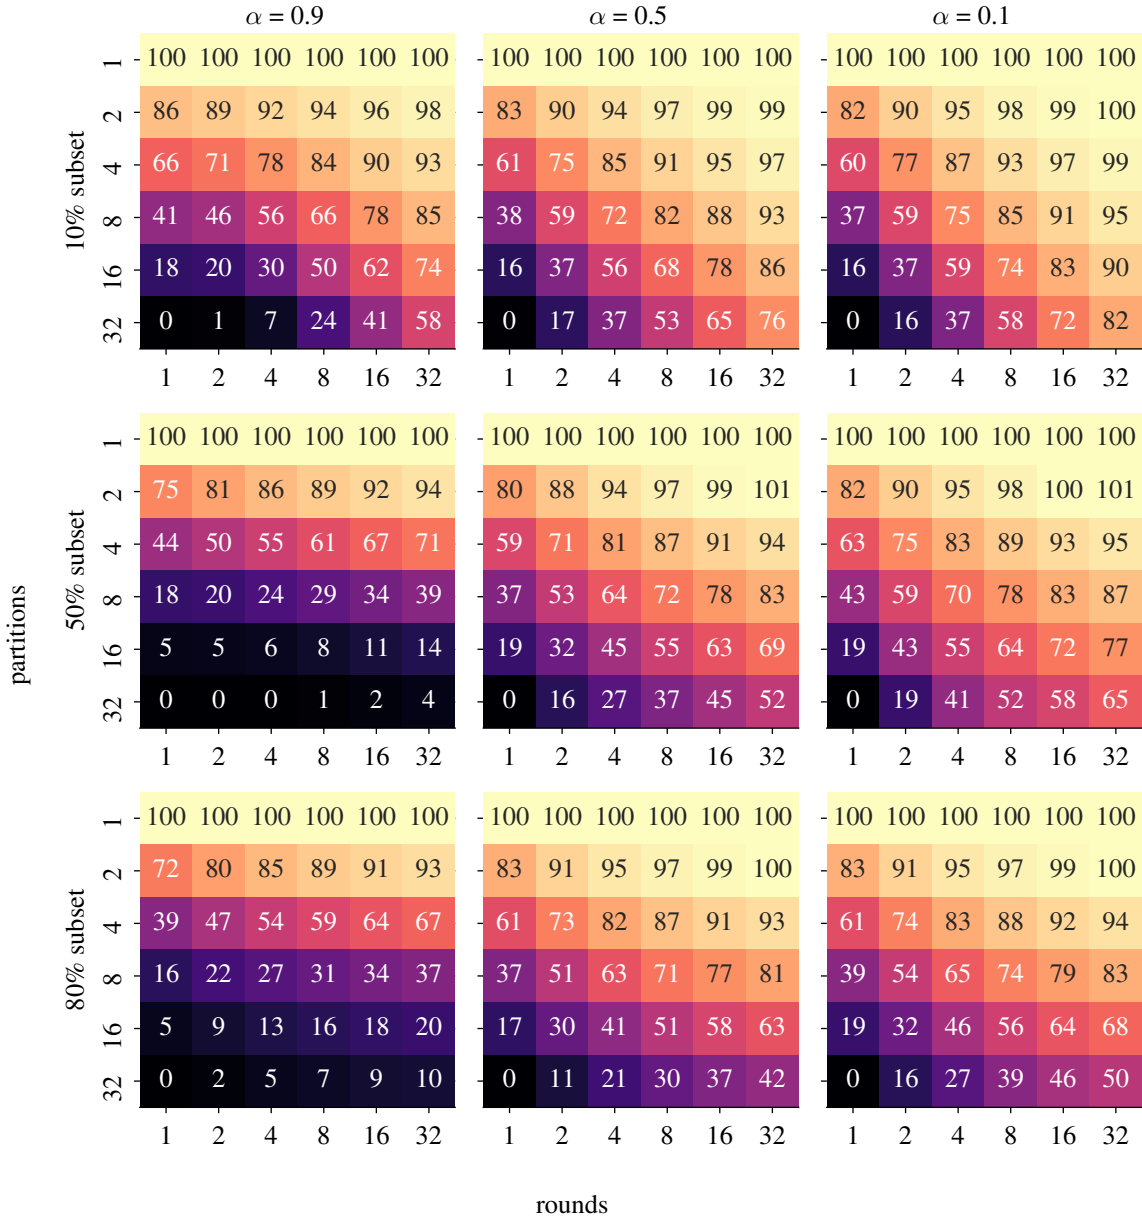 α = 0.9 α = 0.5 α = 0.1
10% subset
1 100 100 100 100 100 100 100 100 100 100 100 100 100 100 100 100 100 100
2 86 89 92 94 96 98 83 90 94 97 99 99 82 90 95 98 99 100
4 66 71 78 84 90 93 61 75 85 91 95 97 60 77 87 93 97 99
8 41 46 56 66 78 85 38 59 72 82 88 93 37 59 75 85 91 95
16 18 20 30 50 62 74 16 37 56 68 78 86 16 37 59 74 83 90
32 0 1 7 24 41 58 0 17 37 53 65 76 0 16 37 58 72 82
1 2 4 8 16 32 1 2 4 8 16 32 1 2 4 8 16 32
partitions
50% subset
1 100 100 100 100 100 100 100 100 100 100 100 100 100 100 100 100 100 100
2 75 81 86 89 92 94 80 88 94 97 99 101 82 90 95 98 100 101
4 44 50 55 61 67 71 59 71 81 87 91 94 63 75 83 89 93 95
8 18 20 24 29 34 39 37 53 64 72 78 83 43 59 70 78 83 87
16 5 5 6 8 11 14 19 32 45 55 63 69 19 43 55 64 72 77
32 0 0 0 1 2 4 0 16 27 37 45 52 0 19 41 52 58 65
1 2 4 8 16 32 1 2 4 8 16 32 1 2 4 8 16 32
80% subset
1 100 100 100 100 100 100 100 100 100 100 100 100 100 100 100 100 100 100
2 72 80 85 89 91 93 83 91 95 97 99 100 83 91 95 97 99 100
4 39 47 54 59 64 67 61 73 82 87 91 93 61 74 83 88 92 94
8 16 22 27 31 34 37 37 51 63 71 77 81 39 54 65 74 79 83
16 5 9 13 16 18 20 17 30 41 51 58 63 19 32 46 56 64 68
32 0 2 5 7 9 10 0 11 21 30 37 42 0 16 27 39 46 50
1 2 4 8 16 32 1 2 4 8 16 32 1 2 4 8 16 32
rounds